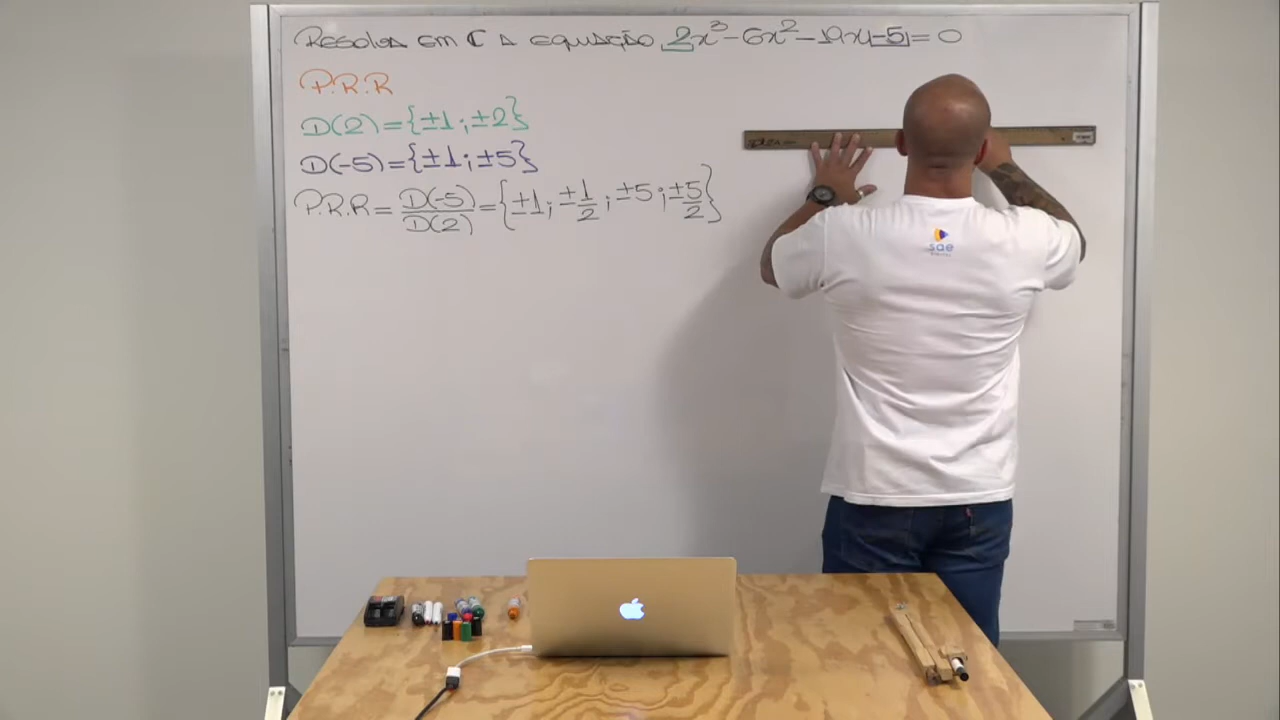 Resolva em ℂ a equação 2x³-6x²-19x-5=0
P.R.R
D(2)={±1;±2}
D(-5)={±1;±5}
P.R.R=D(-5)/D(2)={±1;±1/2;±5;±5/2}
sae